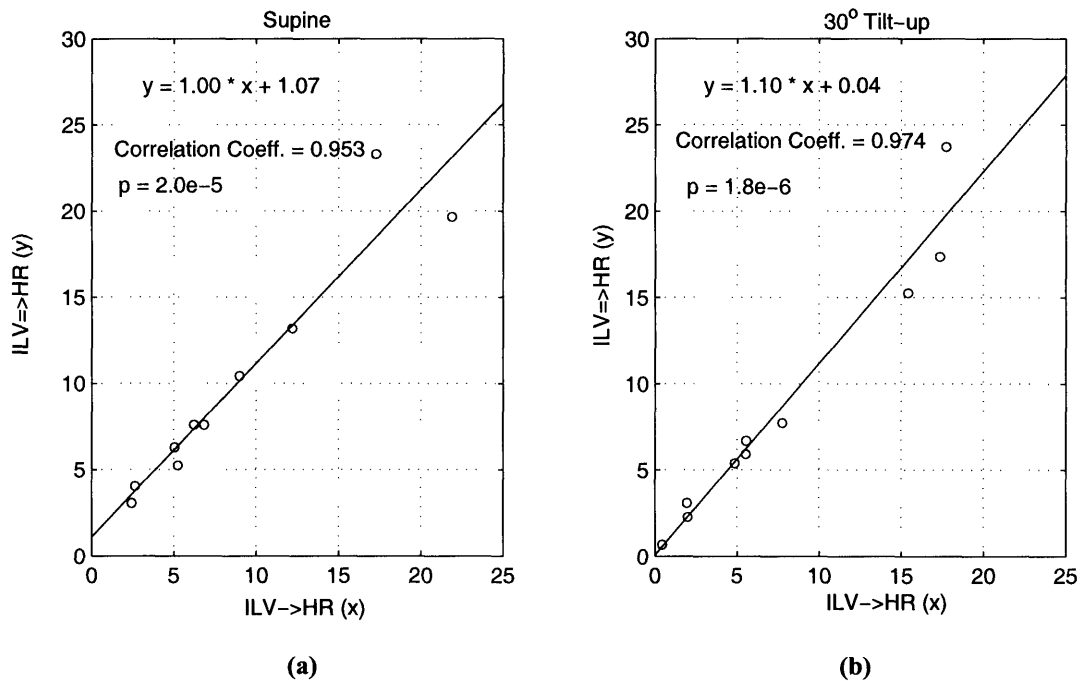 Supine
30
25
20
15
10
5
0
0 5 10 15 20 25
ILV=>HR (y)
ILV->HR (x)
y = 1.00 * x + 1.07
Correlation Coeff. = 0.953
p = 2.0e-5
(a)
30° Tilt-up
30
25
20
15
10
5
0
0 5 10 15 20 25
ILV=>HR (y)
ILV->HR (x)
y = 1.10 * x + 0.04
Correlation Coeff. = 0.974
p = 1.8e-6
(b)